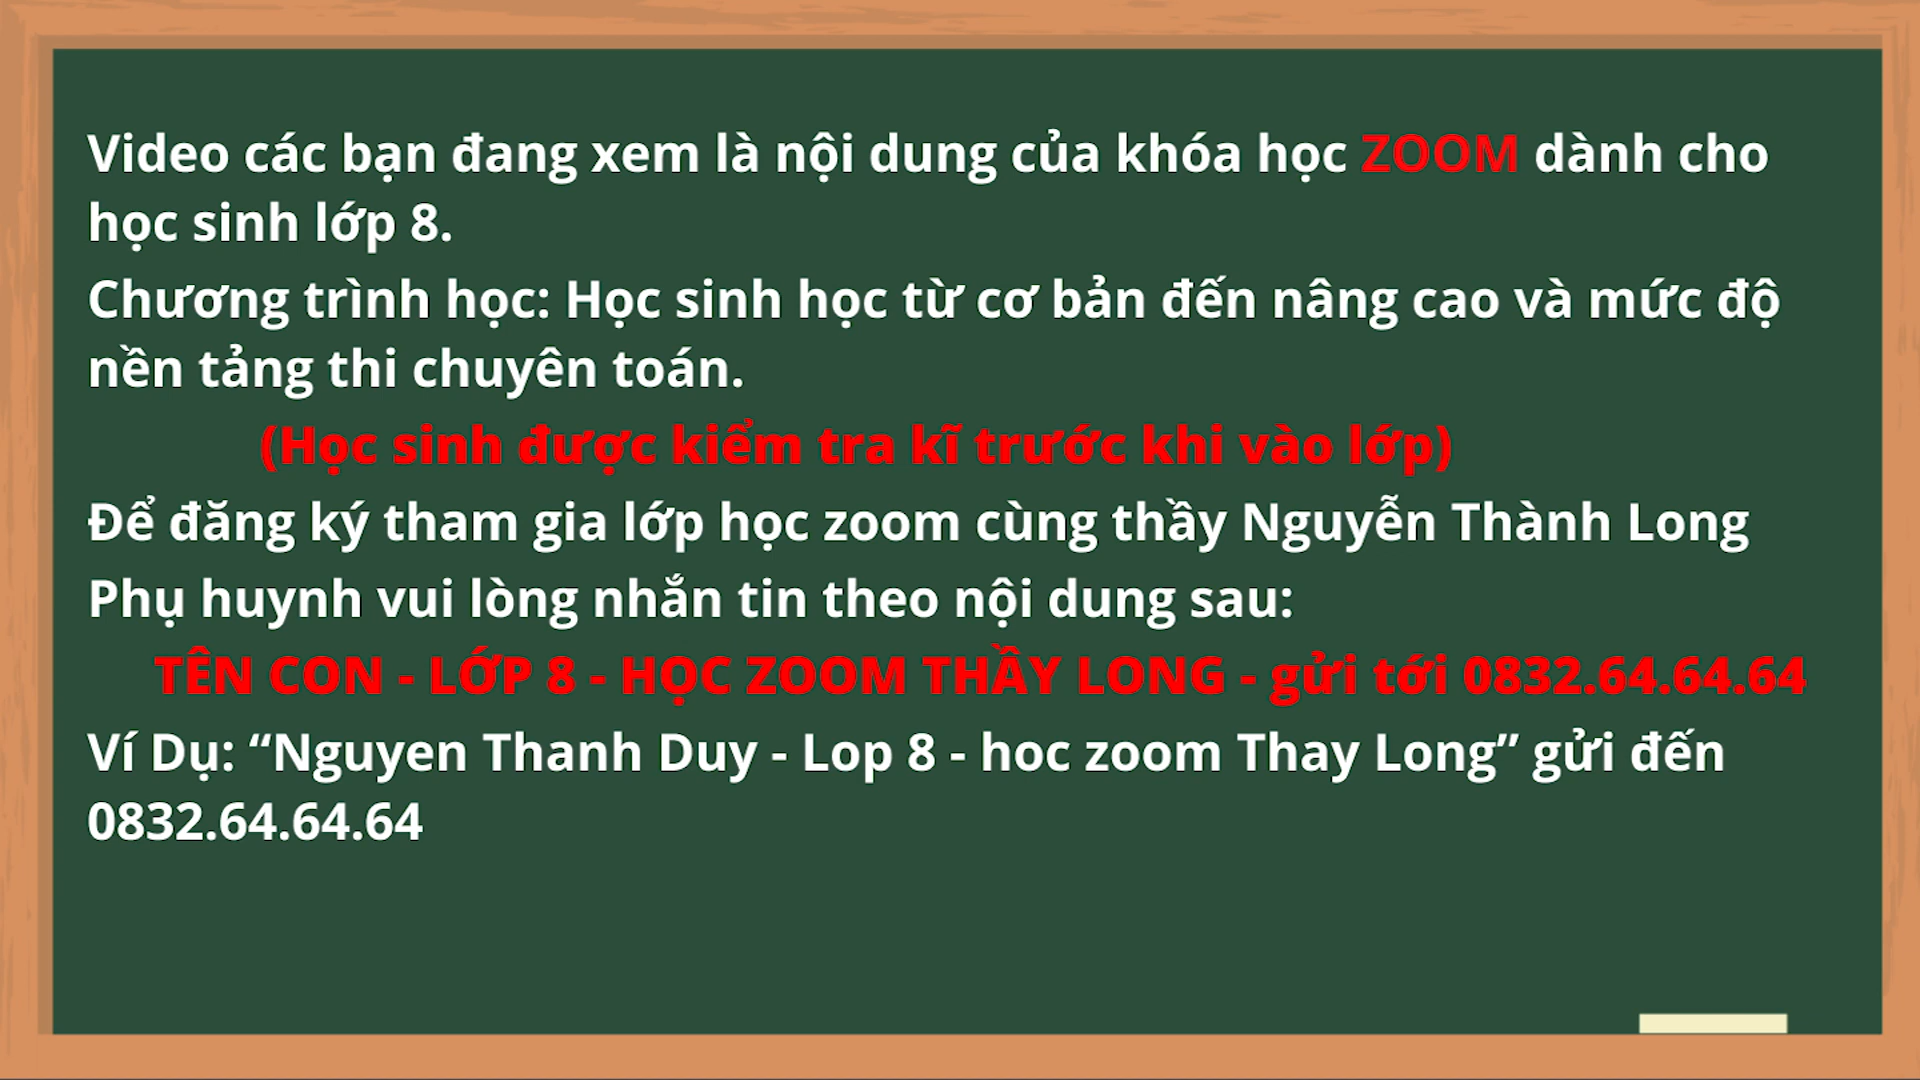 Video các bạn đang xem là nội dung của khóa học ZOOM dành cho
học sinh lớp 8.
Chương trình học: Học sinh học từ cơ bản đến nâng cao và mức độ
nền tảng thi chuyên toán.
(Học sinh được kiểm tra kĩ trước khi vào lớp)
Để đăng ký tham gia lớp học zoom cùng thầy Nguyễn Thành Long
Phụ huynh vui lòng nhắn tin theo nội dung sau:
TÊN CON - LỚP 8 - HỌC ZOOM THẦY LONG - gửi tới 0832.64.64.64
Ví Dụ: “Nguyen Thanh Duy - Lop 8 - hoc zoom Thay Long” gửi đến
0832.64.64.64